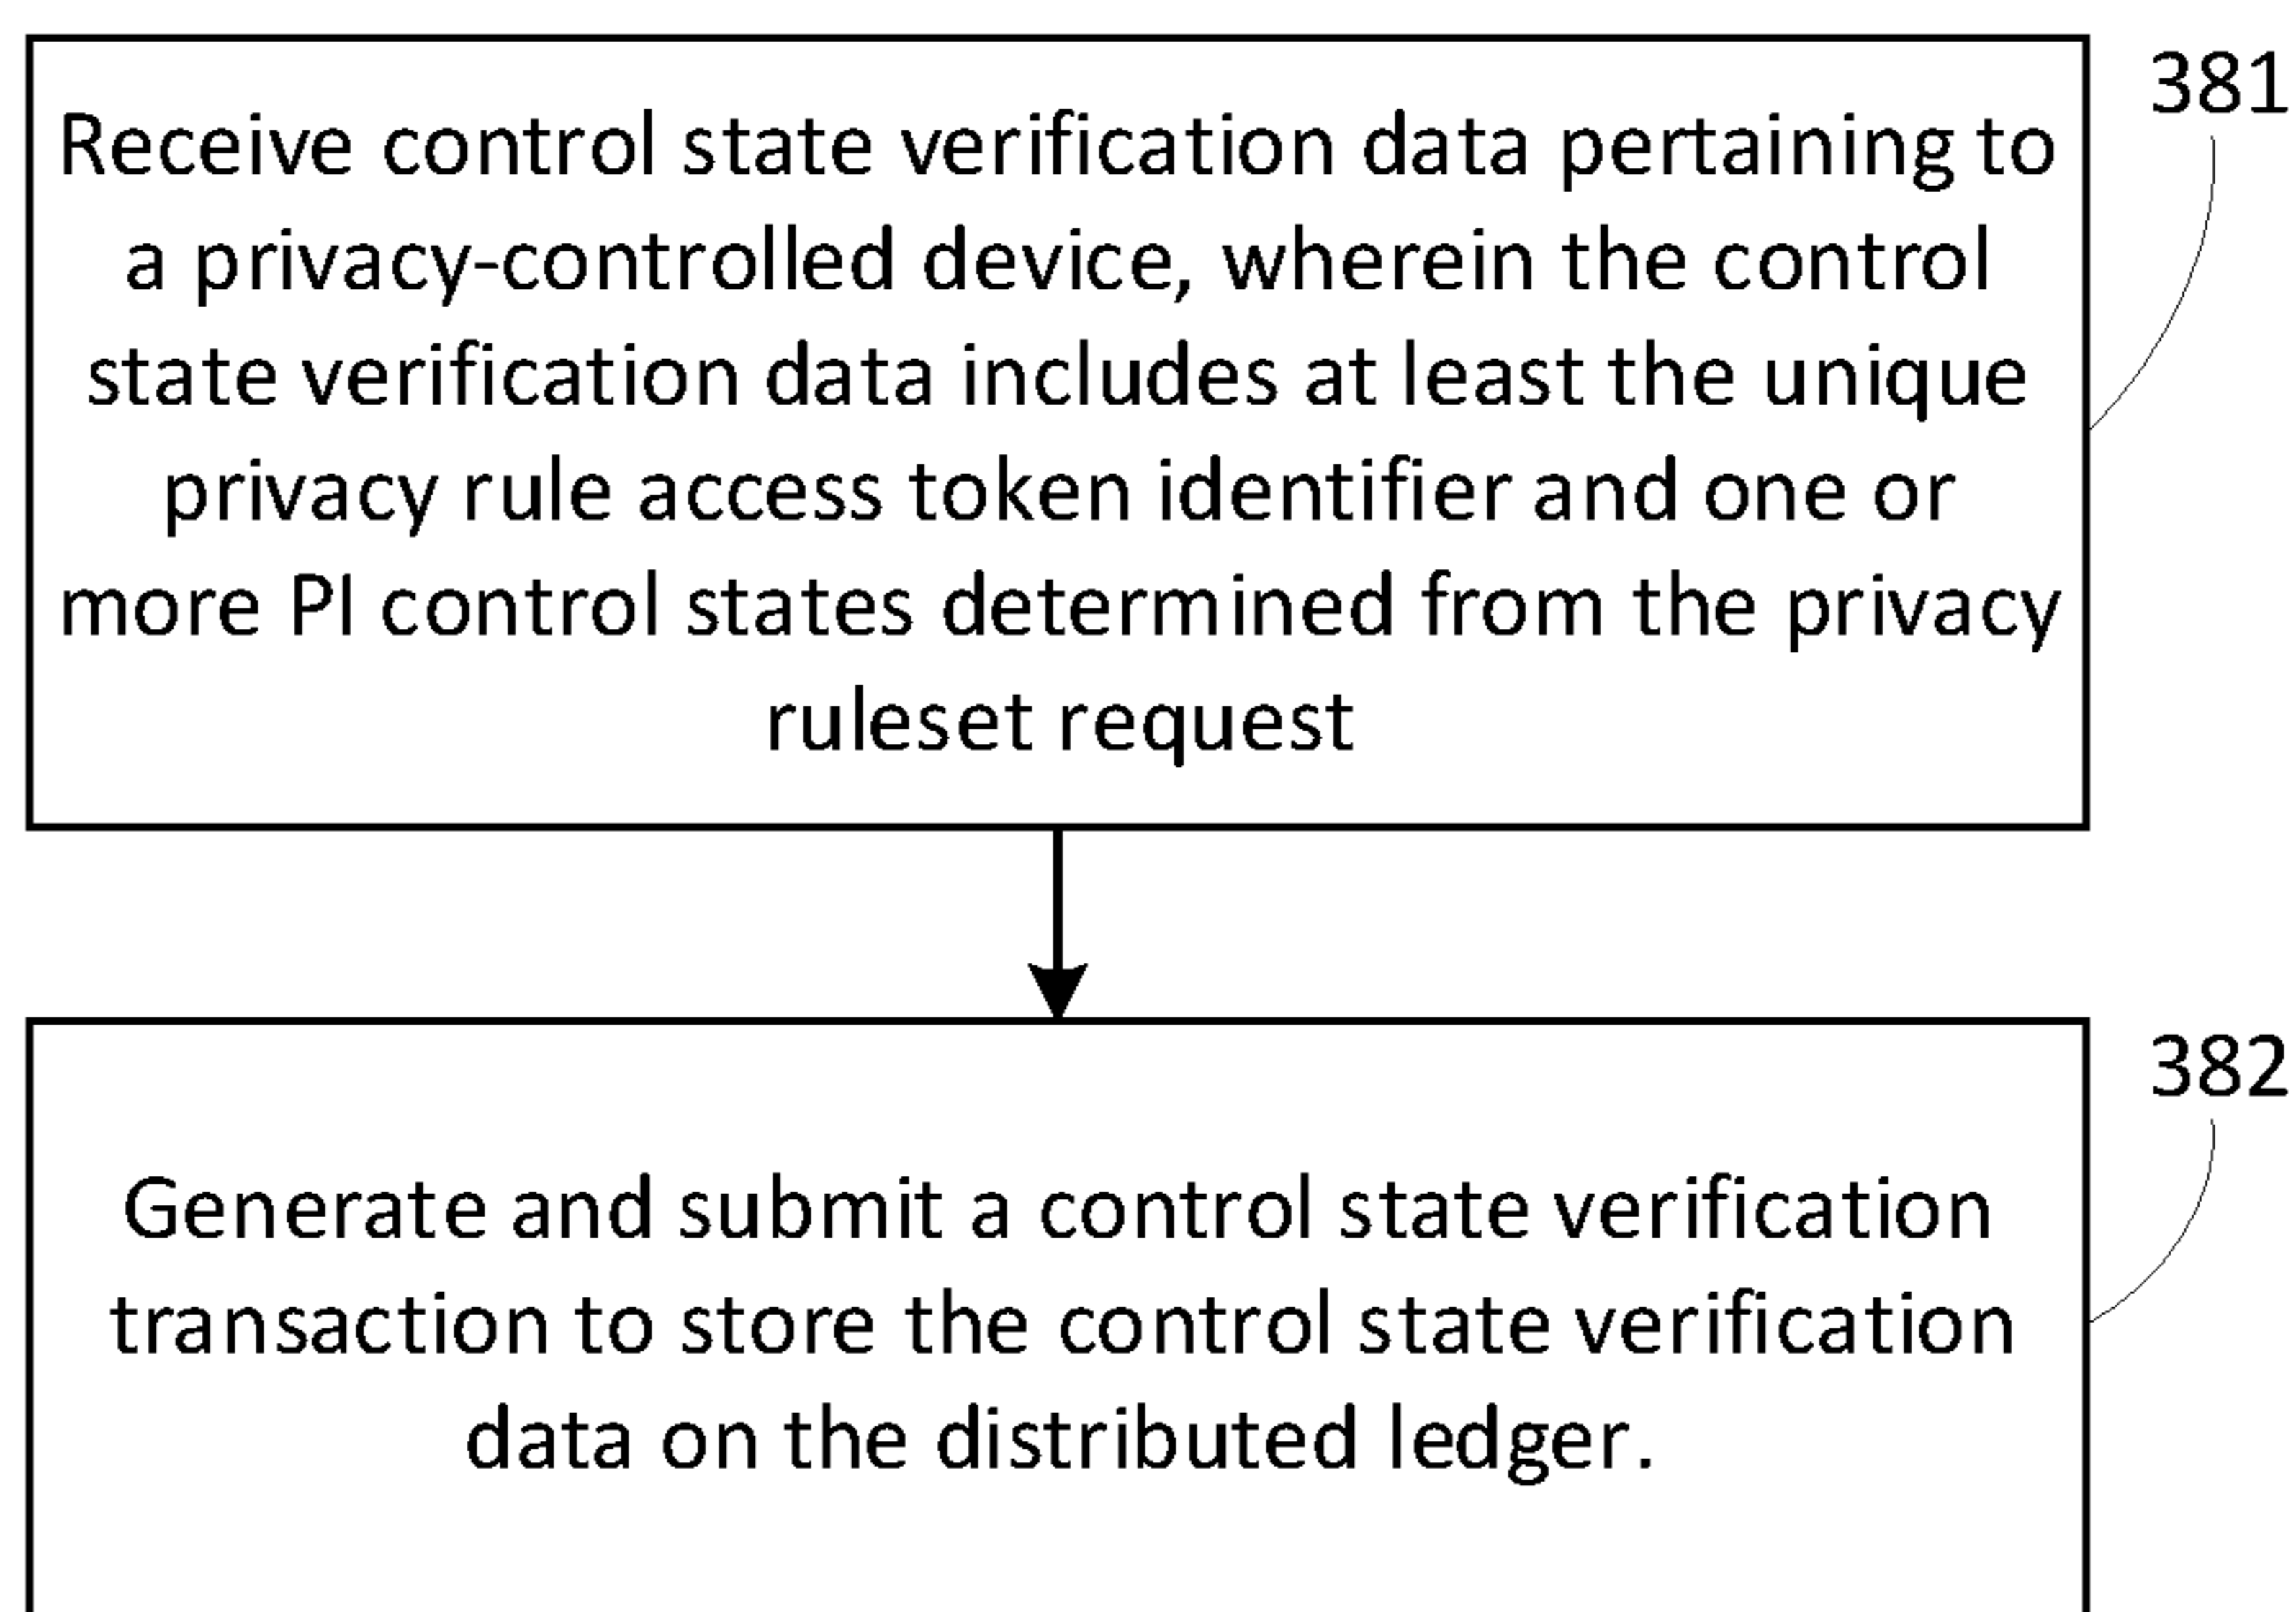 381
Receive control state verification data pertaining to
a privacy-controlled device, wherein the control
state verification data includes at least the unique
privacy rule access token identifier and one or
more PI control states determined from the privacy
ruleset request
382
Generate and submit a control state verification
transaction to store the control state verification
data on the distributed ledger.